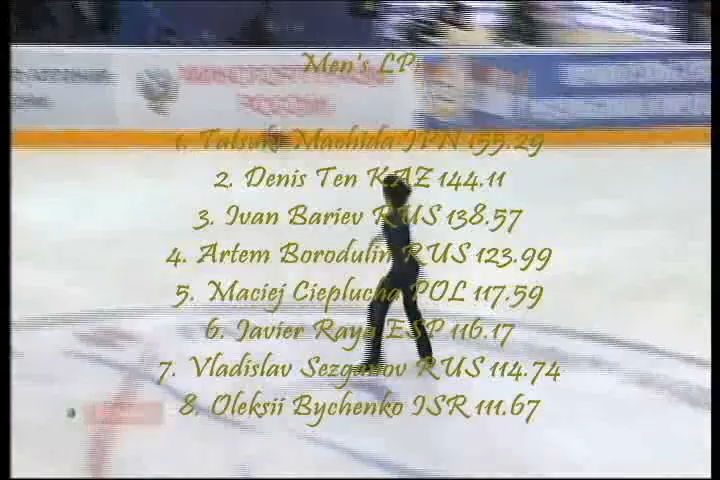 Men's LP
1. Tatsuki Machida JPN 155.29
2. Denis Ten KAZ 144.11
3. Ivan Bariev RUS 138.57
4. Artem Borodulin RUS 123.99
5. Maciej Cieplucha POL 117.59
6. Javier Raya ESP 116.17
7. Vladislav Sezganov RUS 114.74
8. Oleksii Bychenko ISR 111.67